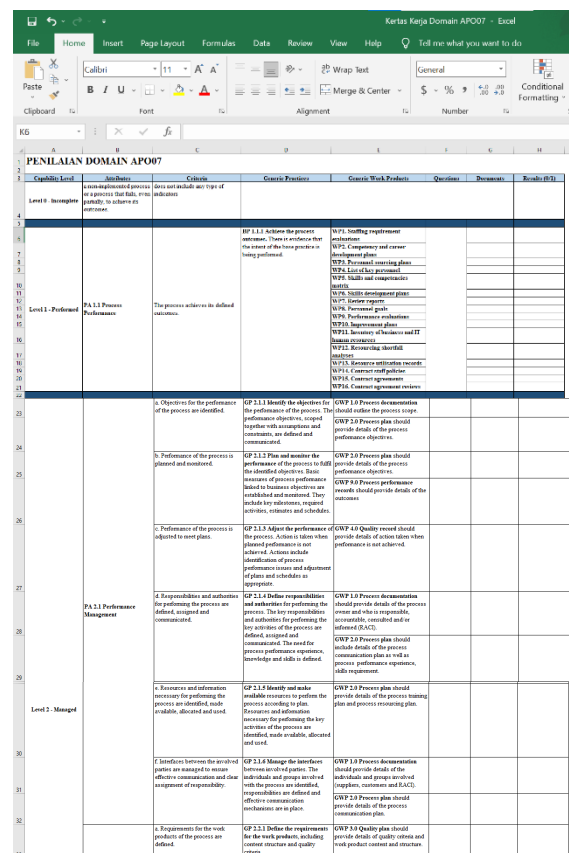 Kertas Kerja Domain APO07 - Excel
File Home Insert Page Layout Formulas Data Review View Help Tell me what you want to do
Paste
Calibri 11 A A
B I U
Wrap Text
Merge & Center
General
$ % 9
Conditional
Formatting
Clipboard Font Alignment Number
K6
fx
A B C D E F G H
PENILAIAN DOMAIN APO07
Capability Level Attributes Criteria Generic Practices Generic Work Products Questions Documents Results (0/1)
Level 0 - Incomplete
a non-implemented process
or a process that fails, even
partially, to achieve its
outcomes.
does not include any type of
indicators
Level 1 - Performed
PA 1.1 Process
Performance
The process achieves its defined
outcomes.
BP 1.1.1 Achieve the process
outcomes. There is evidence that
the intent of the base practice is
being performed.
WP1. Staffing requirement
evaluations
WP2. Competency and career
development plans
WP3. Personnel sourcing plans
WP4. List of key personnel
WP5. Skills and competencies
matrix
WP6. Skills development plans
WP7. Review reports
WP8. Personnel goals
WP9. Performance evaluations
WP10. Improvement plans
WP11. Inventory of business and IT
human resources
WP12. Resourcing shortfall
analyses
WP13. Resource utilisation records
WP14. Contract staff policies
WP15. Contract agreements
WP16. Contract agreement reviews
Level 2 - Managed
PA 2.1 Performance
Management
a. Objectives for the performance
of the process are identified.
GP 2.1.1 Identify the objectives for
the performance of the process. The
performance objectives, scoped
together with assumptions and
constraints, are defined and
communicated.
GWP 1.0 Process documentation
should outline the process scope.
GWP 2.0 Process plan should
provide details of the process
performance objectives.
b. Performance of the process is
planned and monitored.
GP 2.1.2 Plan and monitor the
performance of the process to fulfil
the identified objectives. Basic
measures of process performance
linked to business objectives are
established and monitored. They
include key milestones, required
activities, estimates and schedules.
GWP 2.0 Process plan should
provide details of the process
performance objectives.
GWP 9.0 Process performance
records should provide details of the
outcomes
c. Performance of the process is
adjusted to meet plans.
GP 2.1.3 Adjust the performance of
the process. Action is taken when
planned performance is not
achieved. Actions include
identification of process
performance issues and adjustment
of plans and schedules as
appropriate.
GWP 4.0 Quality record should
provide details of action taken when
performance is not achieved.
d. Responsibilities and authorities
for performing the process are
defined, assigned and
communicated.
GP 2.1.4 Define responsibilities
and authorities for performing the
process. The key responsibilities
and authorities for performing the
key activities of the process are
defined, assigned and
communicated. The need for
process performance experience,
knowledge and skills is defined.
GWP 1.0 Process documentation
should provide details of the process
owner and who is responsible,
accountable, consulted and/or
informed (RACI).
GWP 2.0 Process plan should
include details of the process
communication plan as well as
process performance experience,
skills requirement.
e. Resources and information
necessary for performing the
process are identified, made
available, allocated and used.
GP 2.1.5 Identify and make
available resources to perform the
process according to plan.
Resources and information
necessary for performing the key
activities of the process are
identified, made available, allocated
and used.
GWP 2.0 Process plan should
provide details of the process training
plan and process resourcing plan.
f. Interfaces between the involved
parties are managed to ensure
effective communication and clear
assignment of responsibility.
GP 2.1.6 Manage the interfaces
between involved parties. The
individuals and groups involved
with the process are identified,
responsibilities are defined and
effective communication
mechanisms are in place.
GWP 1.0 Process documentation
should provide details of the
individuals and groups involved
(suppliers, customers and RACI).
GWP 2.0 Process plan should
provide details of the process
communication plan.
a. Requirements for the work
products of the process are
defined.
GP 2.2.1 Define the requirements
for the work products, including
content structure and quality
criteria.
GWP 3.0 Quality plan should
provide details of quality criteria and
work product content and structure.